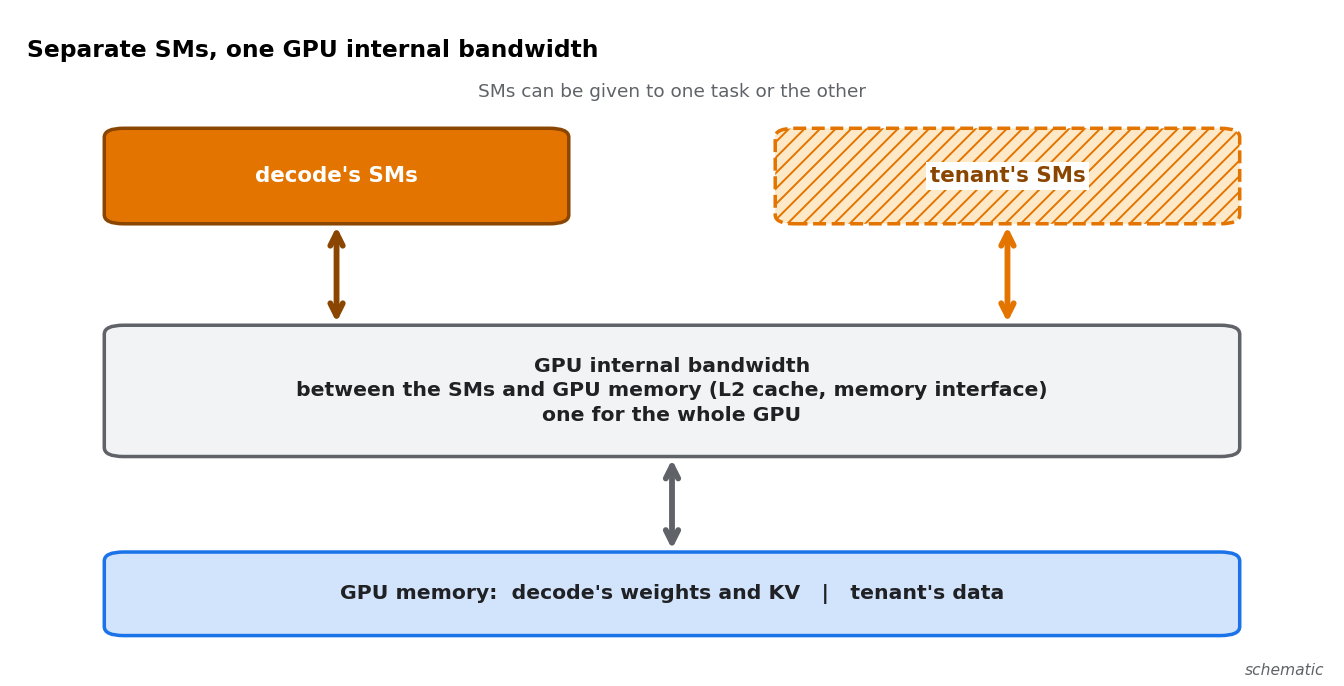 Separate SMs, one GPU internal bandwidth
SMs can be given to one task or the other
decode's SMs
tenant's SMs
GPU internal bandwidth
between the SMs and GPU memory (L2 cache, memory interface)
one for the whole GPU
GPU memory:  decode's weights and KV   |   tenant's data
schematic